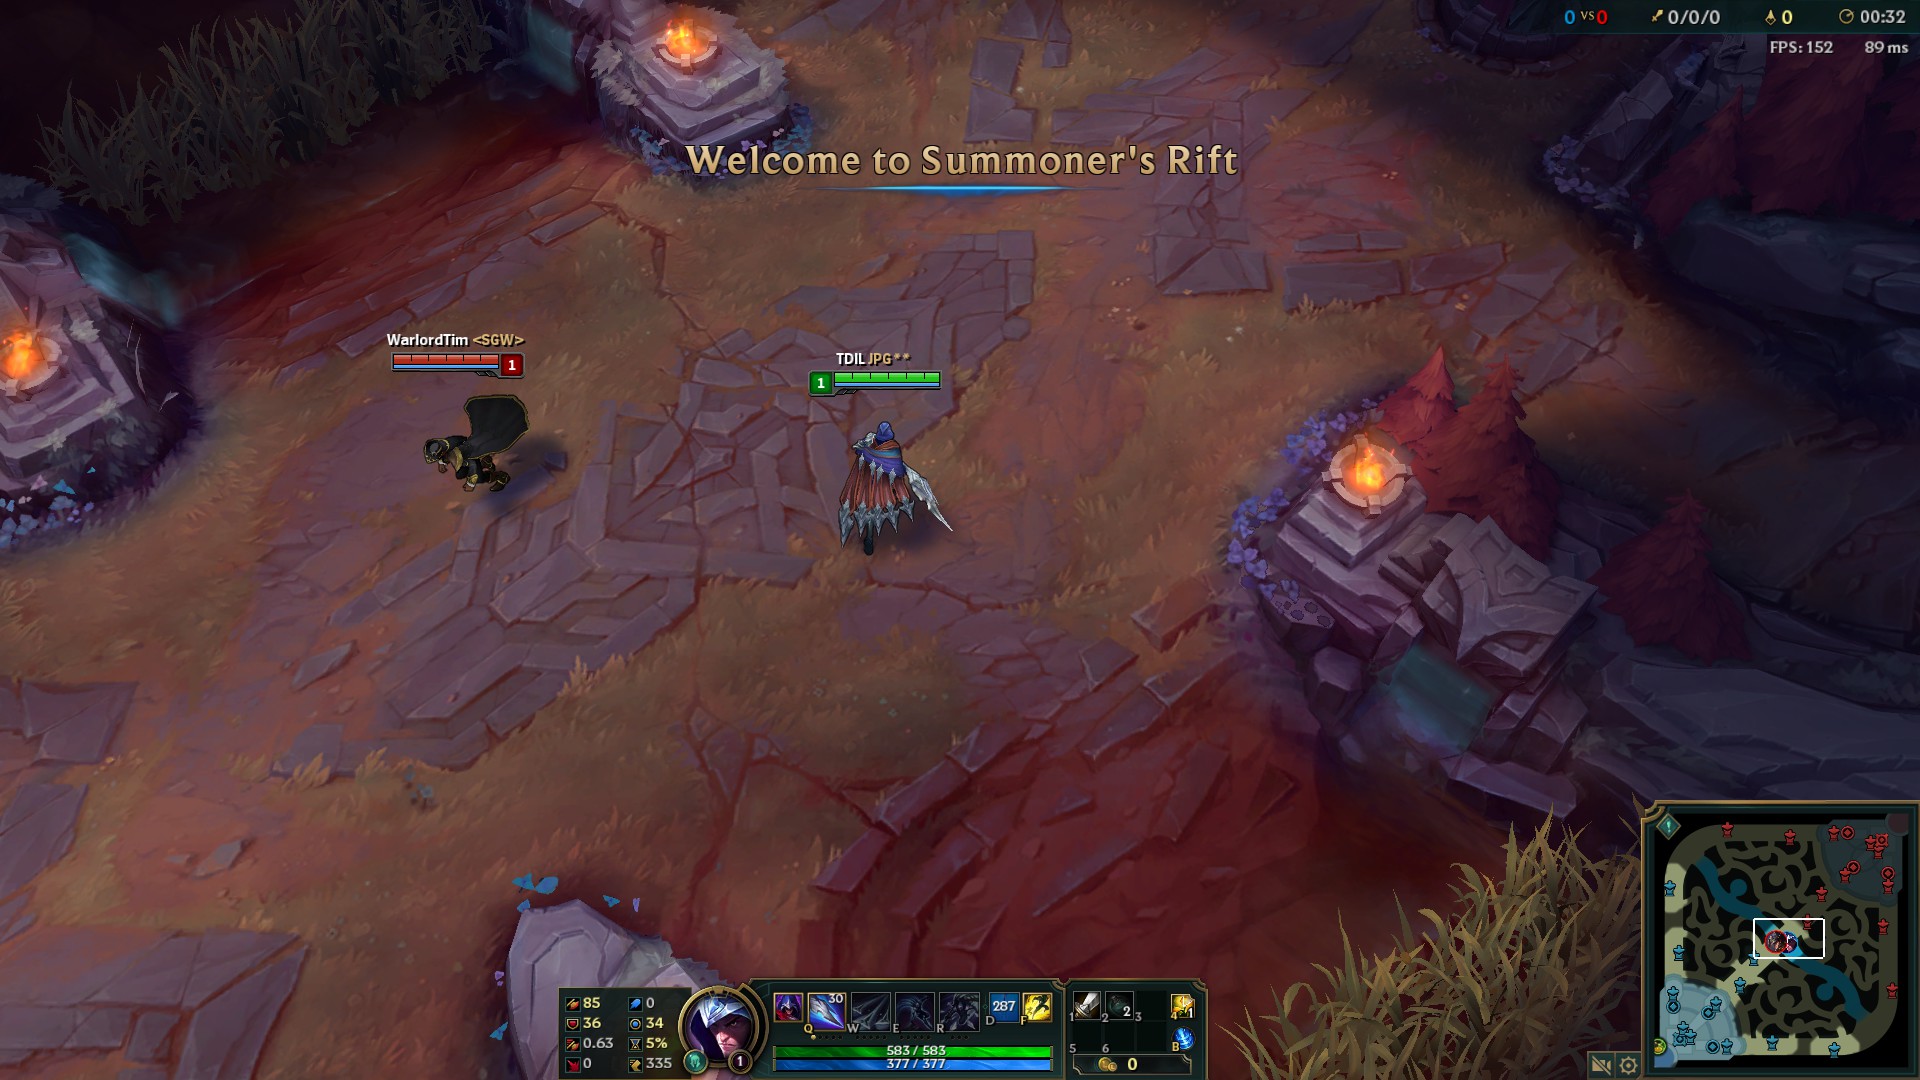 0 VS 0 0/0/0 0 00:32
FPS: 152 89 ms
Welcome to Summoner's Rift
WarlordTim <SGW>
1
TDIL JPG**
1
85 0
36 34
0.63 5%
0 335
1
30
Q W E R D F
287
583 / 583
377 / 377
1 2 2 3 4 1
5 6 B
0